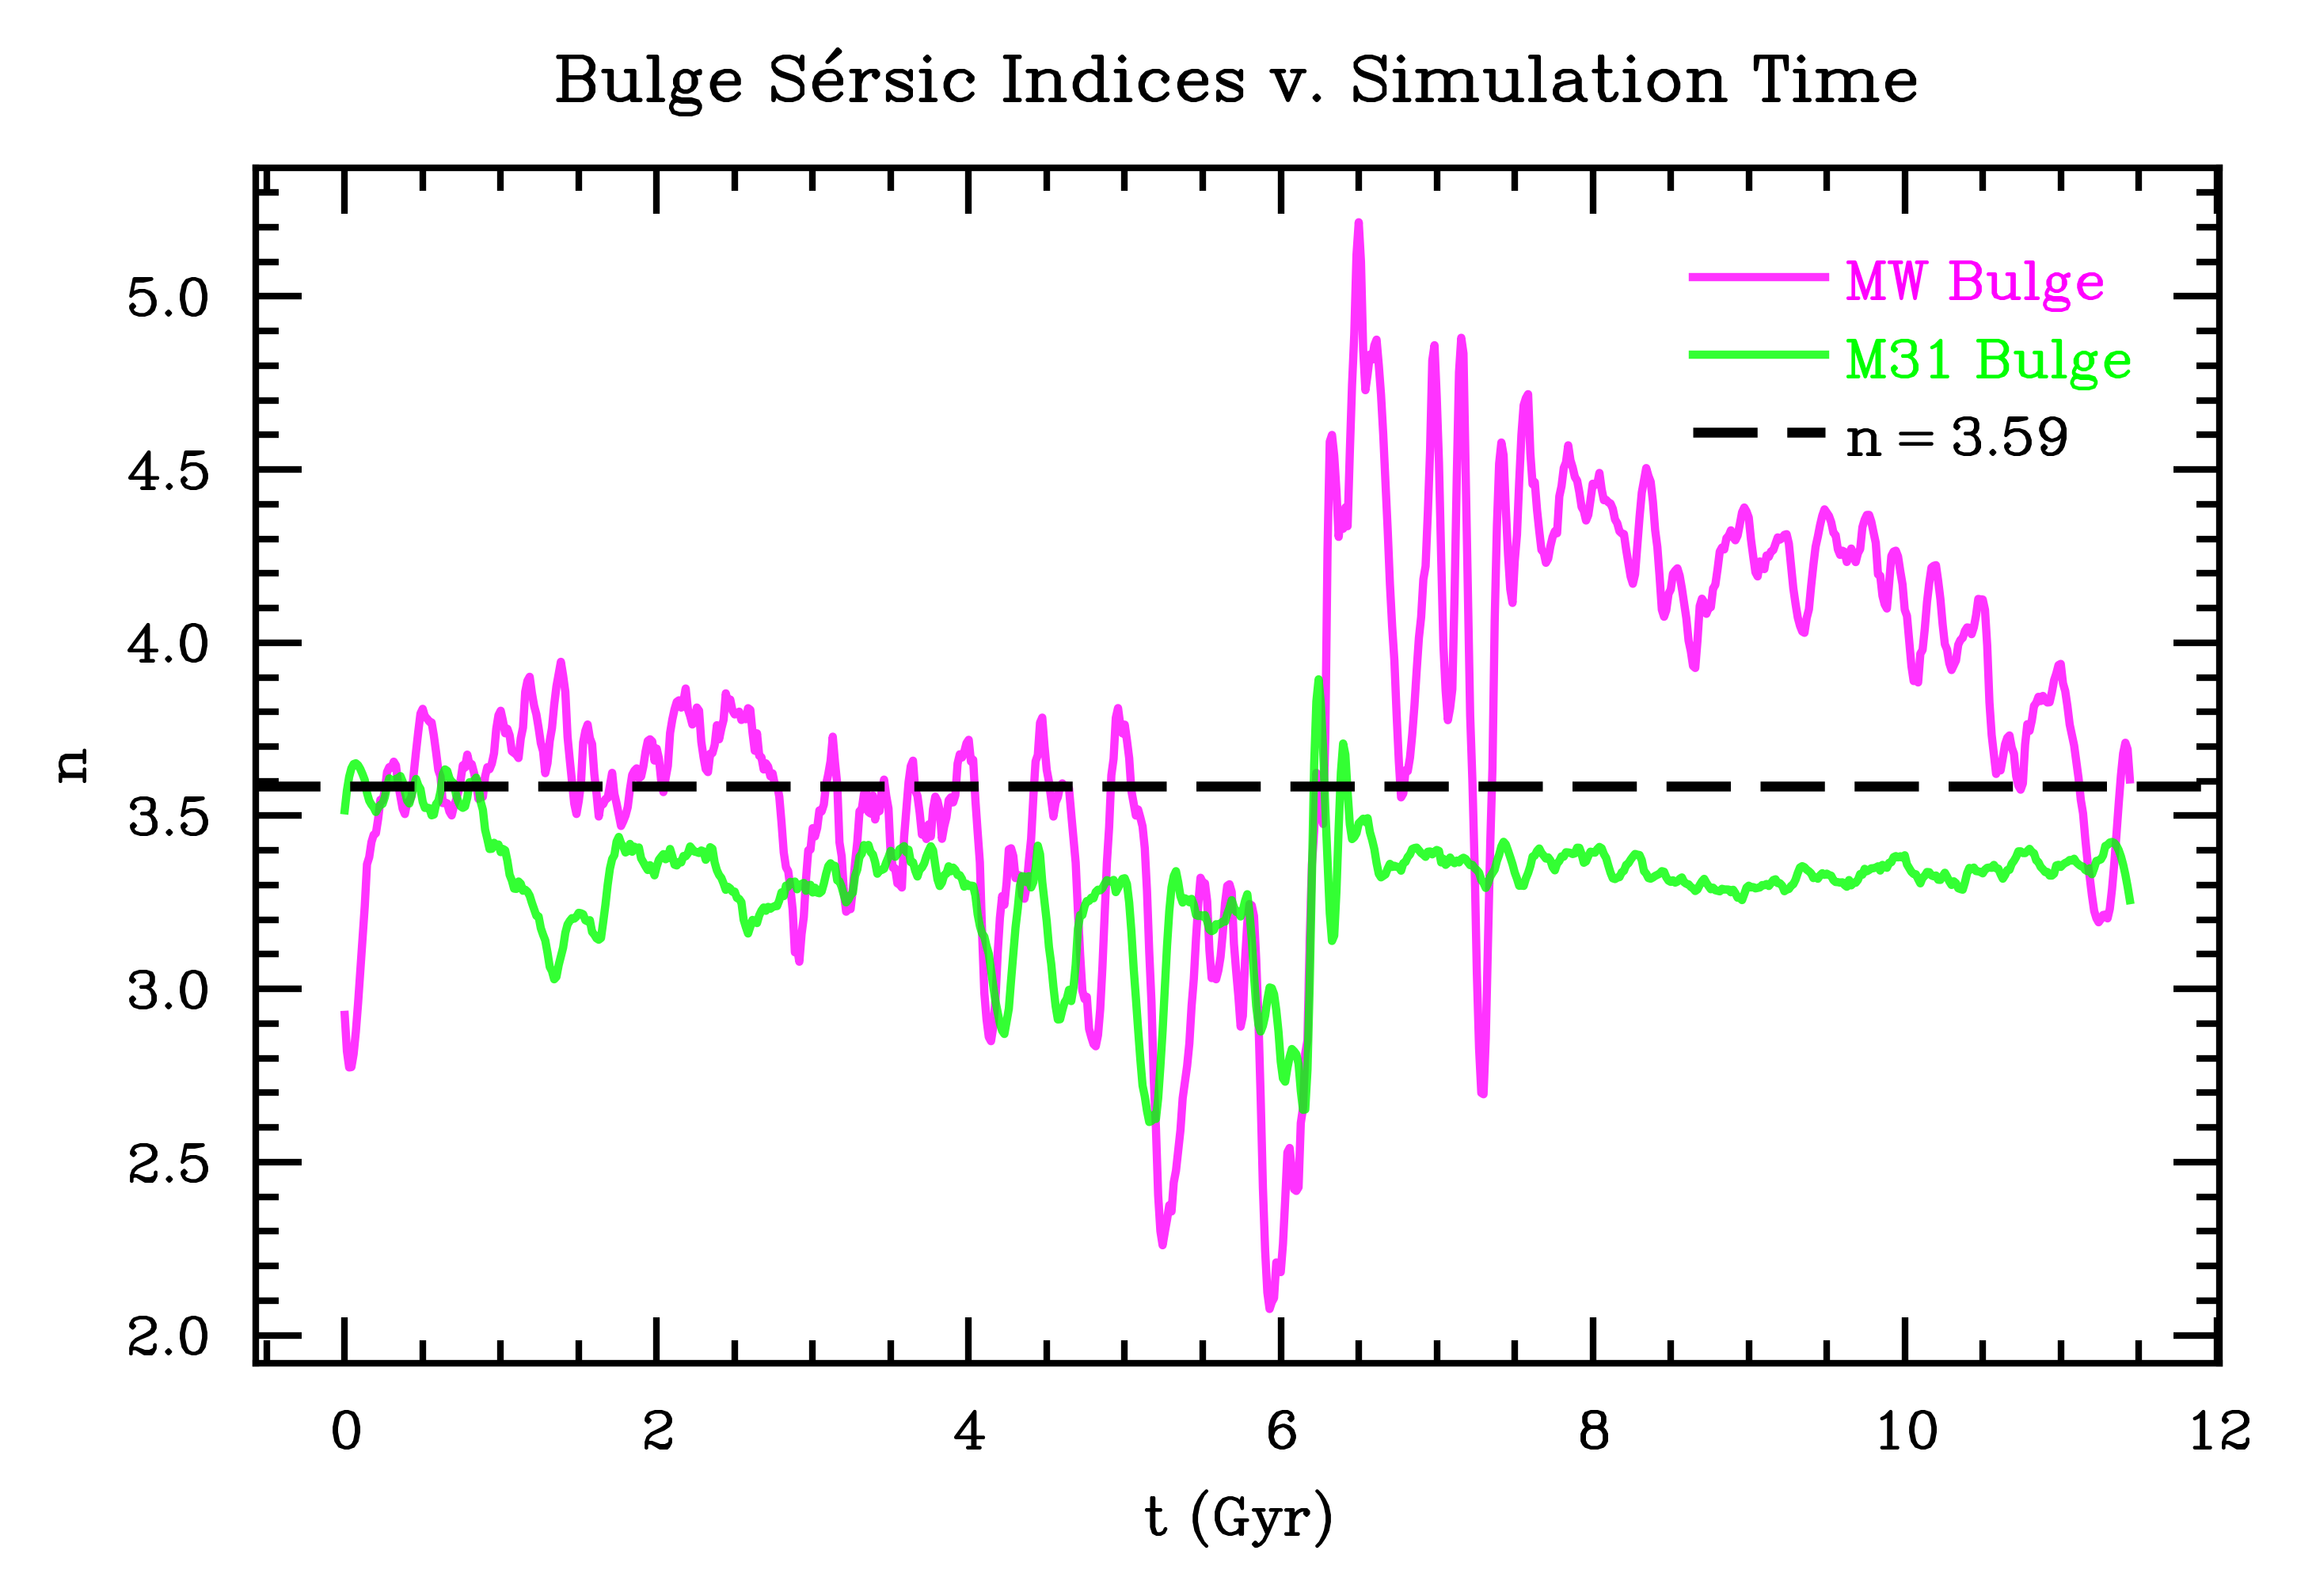 Bulge Sérsic Indices v. Simulation Time
MW Bulge
M31 Bulge
n = 3.59
5.0
4.5
4.0
3.5
3.0
2.5
2.0
n
0 2 4 6 8 10 12
t (Gyr)